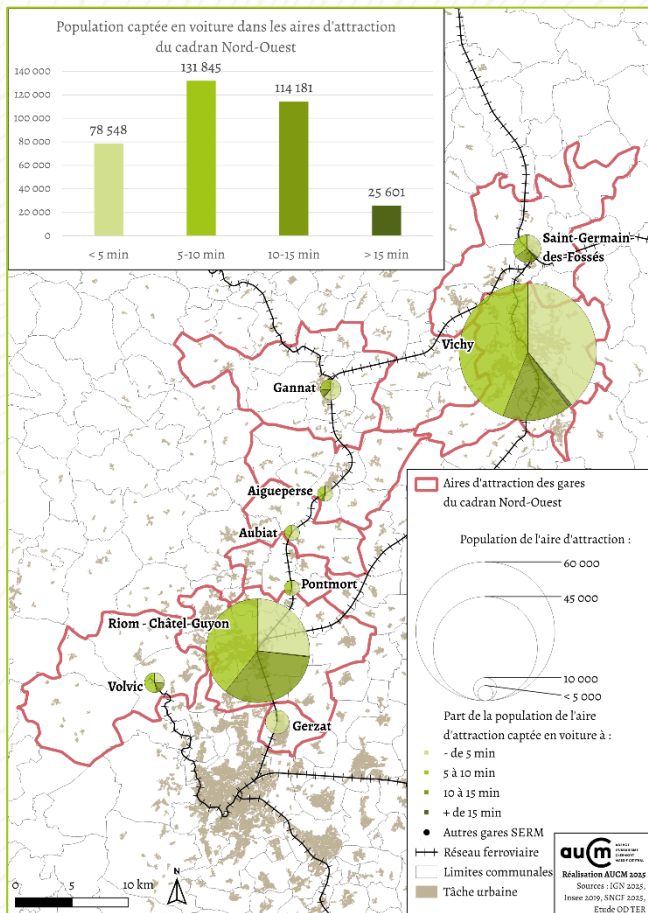 Population captée en voiture dans les aires d'attraction
du cadran Nord-Ouest
140 000
120 000
100 000
80 000
60 000
40 000
20 000
0
78 548
131 845
114 181
25 601
< 5 min
5-10 min
10-15 min
> 15 min
Saint-Germain-
des-Fossés
Vichy
Gannat
Aigueperse
Aubiat
Pontmort
Riom - Châtel-Guyon
Volvic
Gerzat
Aires d'attraction des gares
du cadran Nord-Ouest
Population de l'aire d'attraction :
60 000
45 000
10 000
< 5 000
Part de la population de l'aire
d'attraction captée en voiture à :
- de 5 min
5 à 10 min
10 à 15 min
+ de 15 min
Autres gares SERM
Réseau ferroviaire
Limites communales
Tâche urbaine
N
0 5 10 km
aucm
Réalisation AUCM 2025
Sources : IGN 2025,
Insee 2019, SNCF 2025,
Etude OD TER